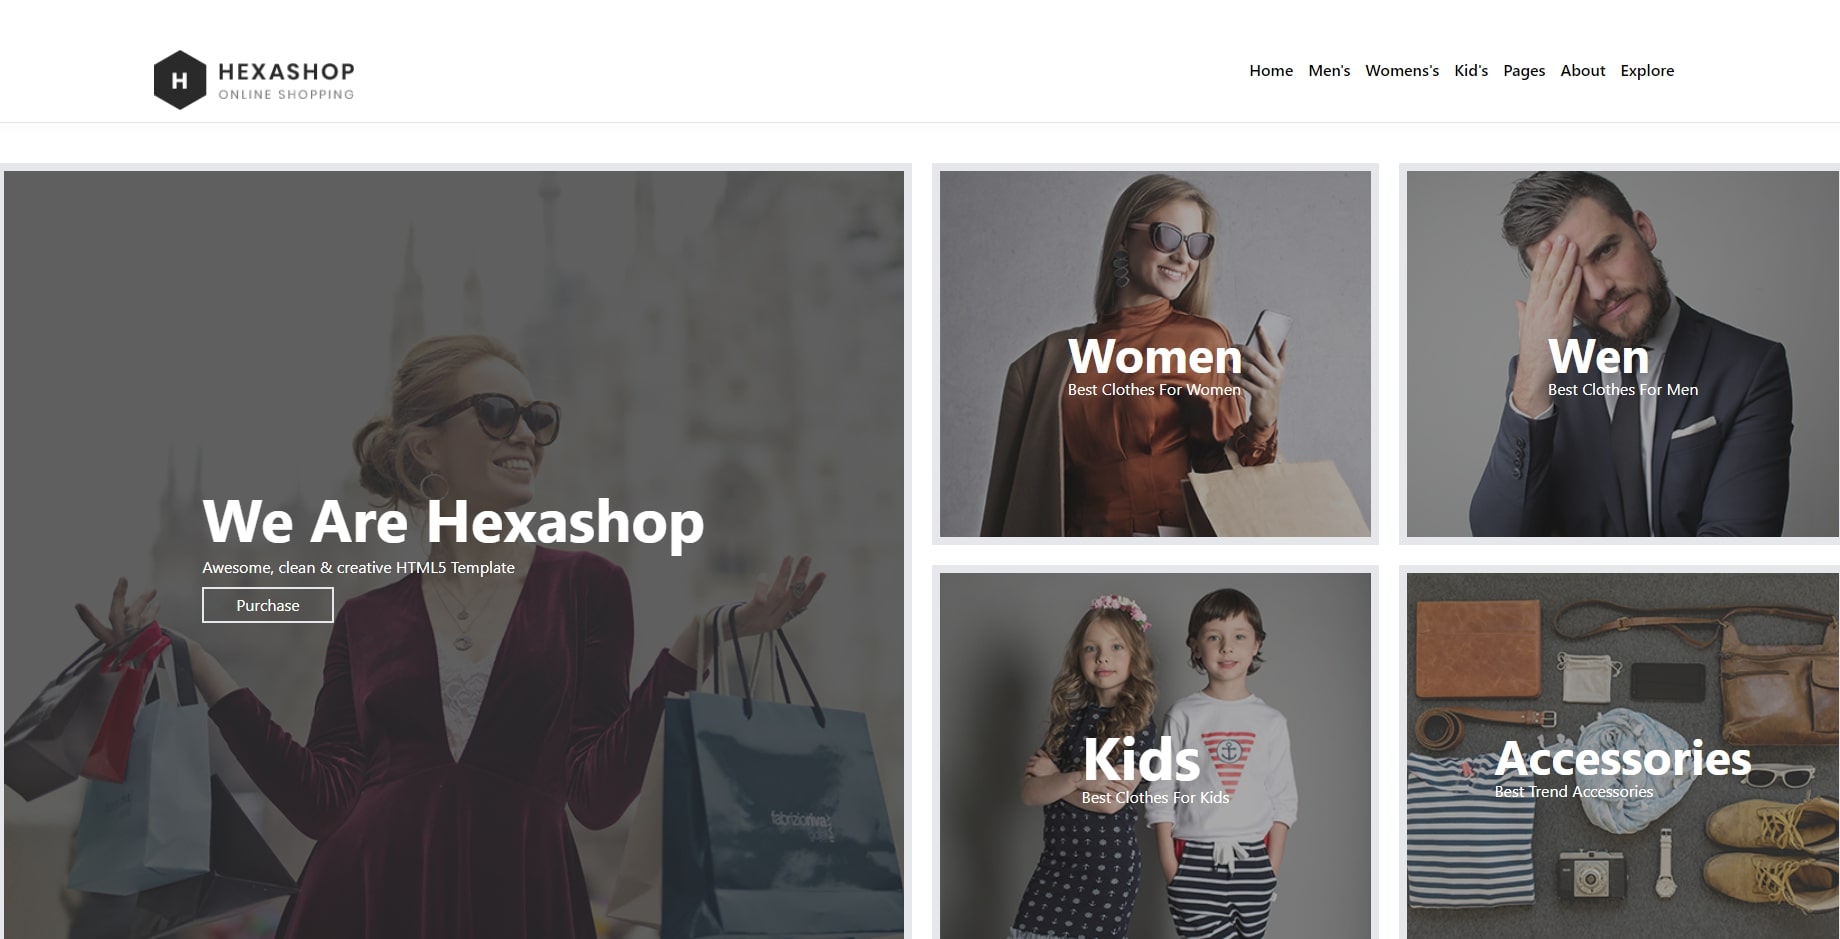 H
HEXASHOP
ONLINE SHOPPING
Home Men's Womens's Kid's Pages About Explore
We Are Hexashop
Awesome, clean & creative HTML5 Template
Purchase
Women
Best Clothes For Women
Wen
Best Clothes For Men
Kids
Best Clothes For Kids
Accessories
Best Trend Accessories
fabrizioriva